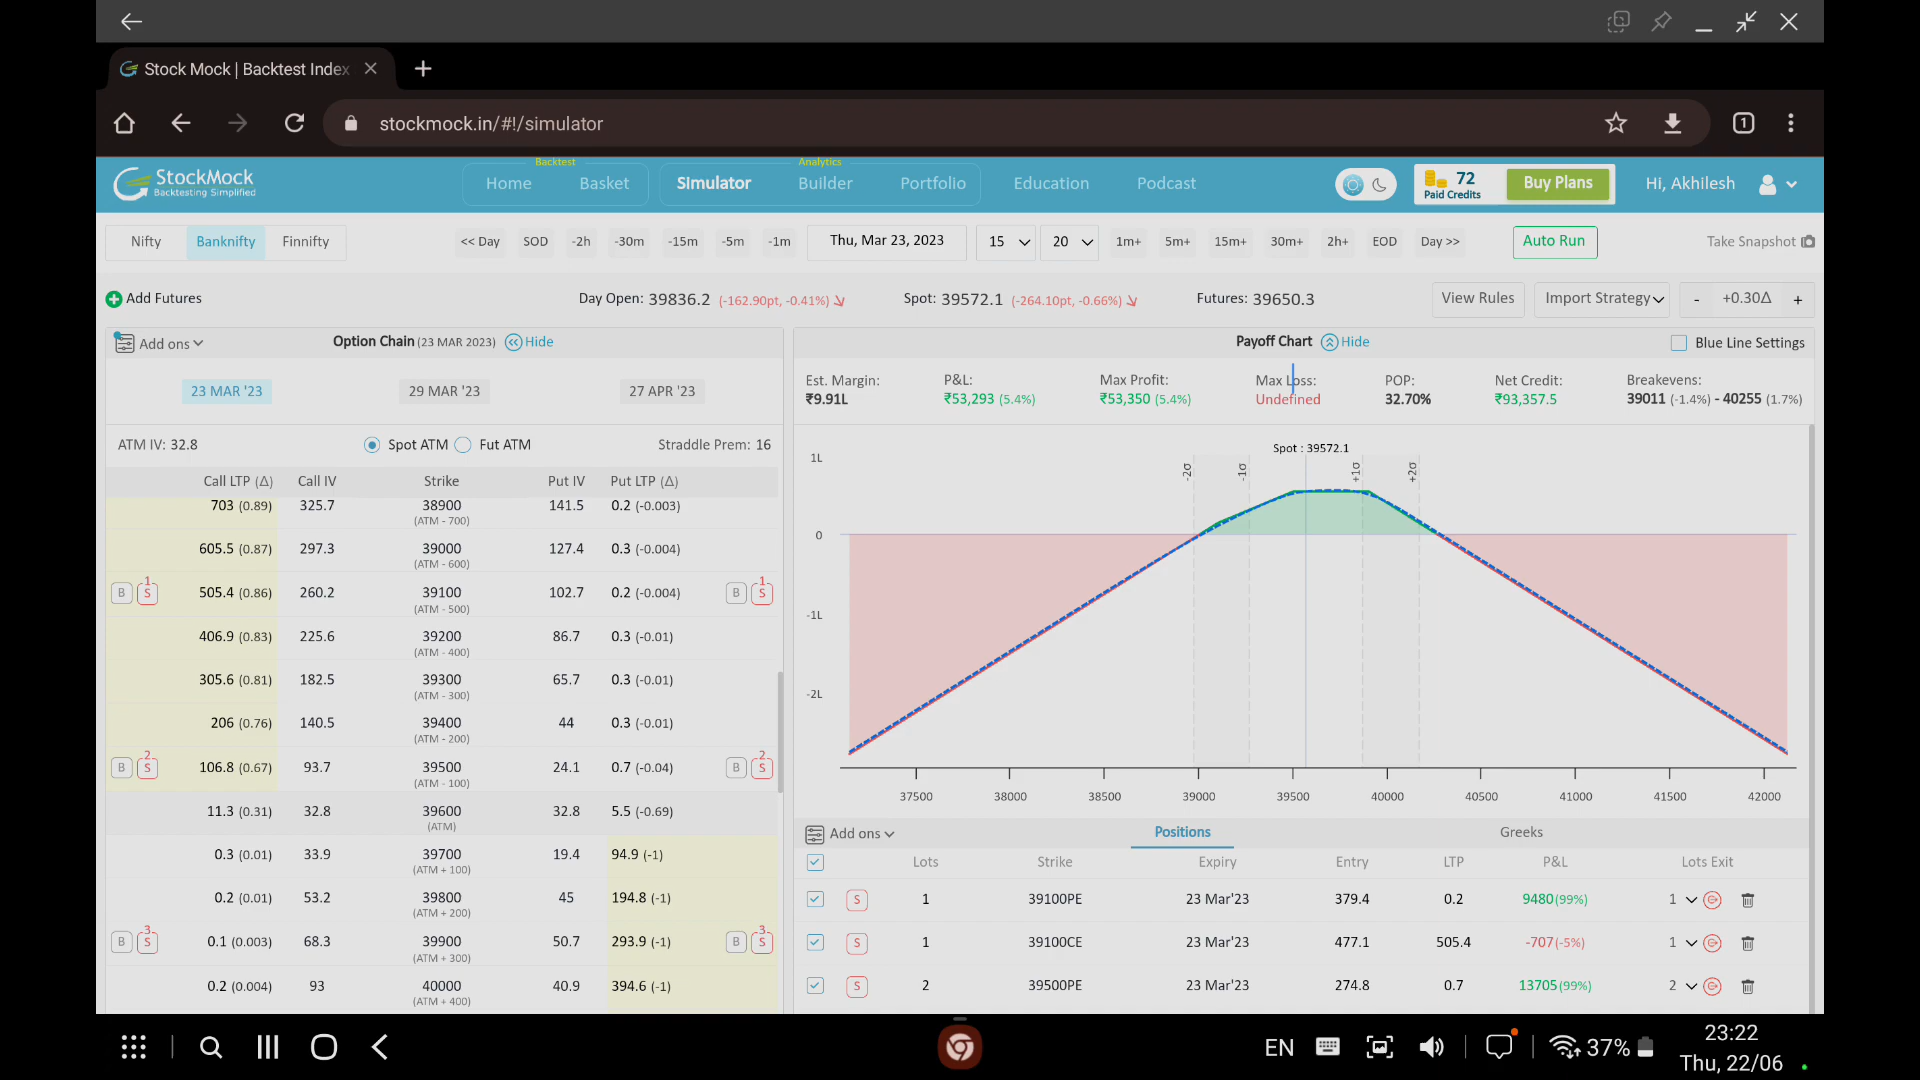 Stock Mock | Backtest Index
1
stockmock.in/#!/simulator
StockMock
Backtesting Simplified
Backtest
Home
Basket
Simulator
Analytics
Builder
Portfolio
Education
Podcast
72
Paid Credits
Buy Plans
Hi, Akhilesh
Nifty
Banknifty
Finnifty
<< Day
SOD
-2h
-30m
-15m
-5m
-1m
Thu, Mar 23, 2023
15
20
1m+
5m+
15m+
30m+
2h+
EOD
Day >>
Auto Run
Take Snapshot
Add Futures
Day Open: 39836.2 (-162.90pt, -0.41%)
Spot: 39572.1 (-264.10pt, -0.66%)
Futures: 39650.3
View Rules
Import Strategy
- +0.30Δ +
Add ons
Option Chain (23 MAR 2023) Hide
23 MAR '23
29 MAR '23
27 APR '23
ATM IV: 32.8
Spot ATM
Fut ATM
Straddle Prem: 16
Call LTP (Δ) Call IV Strike Put IV Put LTP (Δ)
703 (0.89) 325.7 38900 141.5 0.2 (-0.003)
(ATM - 700)
605.5 (0.87) 297.3 39000 127.4 0.3 (-0.004)
(ATM - 600)
B S 1 505.4 (0.86) 260.2 39100 102.7 0.2 (-0.004) B S 1
(ATM - 500)
406.9 (0.83) 225.6 39200 86.7 0.3 (-0.01)
(ATM - 400)
305.6 (0.81) 182.5 39300 65.7 0.3 (-0.01)
(ATM - 300)
206 (0.76) 140.5 39400 44 0.3 (-0.01)
(ATM - 200)
B S 2 106.8 (0.67) 93.7 39500 24.1 0.7 (-0.04) B S 2
(ATM - 100)
11.3 (0.31) 32.8 39600 32.8 5.5 (-0.69)
(ATM)
0.3 (0.01) 33.9 39700 19.4 94.9 (-1)
(ATM + 100)
0.2 (0.01) 53.2 39800 45 194.8 (-1)
(ATM + 200)
B S 3 0.1 (0.003) 68.3 39900 50.7 293.9 (-1) B S 3
(ATM + 300)
0.2 (0.004) 93 40000 40.9 394.6 (-1)
(ATM + 400)
Payoff Chart Hide
Blue Line Settings
Est. Margin: P&L: Max Profit: Max Loss: POP: Net Credit: Breakevens:
₹9.91L ₹53,293 (5.4%) ₹53,350 (5.4%) Undefined 32.70% ₹93,357.5 39011 (-1.4%) - 40255 (1.7%)
Spot : 39572.1
-2σ -1σ +1σ +2σ
1L
0
-1L
-2L
37500 38000 38500 39000 39500 40000 40500 41000 41500 42000
Add ons
Positions
Greeks
Lots Strike Expiry Entry LTP P&L Lots Exit
S 1 39100PE 23 Mar'23 379.4 0.2 9480(99%) 1
S 1 39100CE 23 Mar'23 477.1 505.4 -707(-5%) 1
S 2 39500PE 23 Mar'23 274.8 0.7 13705(99%) 2
EN
37%
23:22
Thu, 22/06